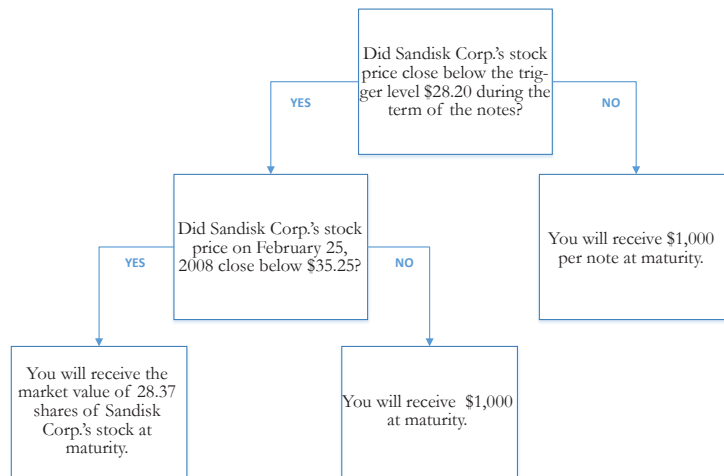 Did Sandisk Corp.'s stock
price close below the trig-
ger level $28.20 during the
term of the notes?
YES
NO
Did Sandisk Corp.'s stock
price on February 25,
2008 close below $35.25?
You will receive $1,000
per note at maturity.
YES
NO
You will receive the
market value of 28.37
shares of Sandisk
Corp.'s stock at
maturity.
You will receive $1,000
at maturity.